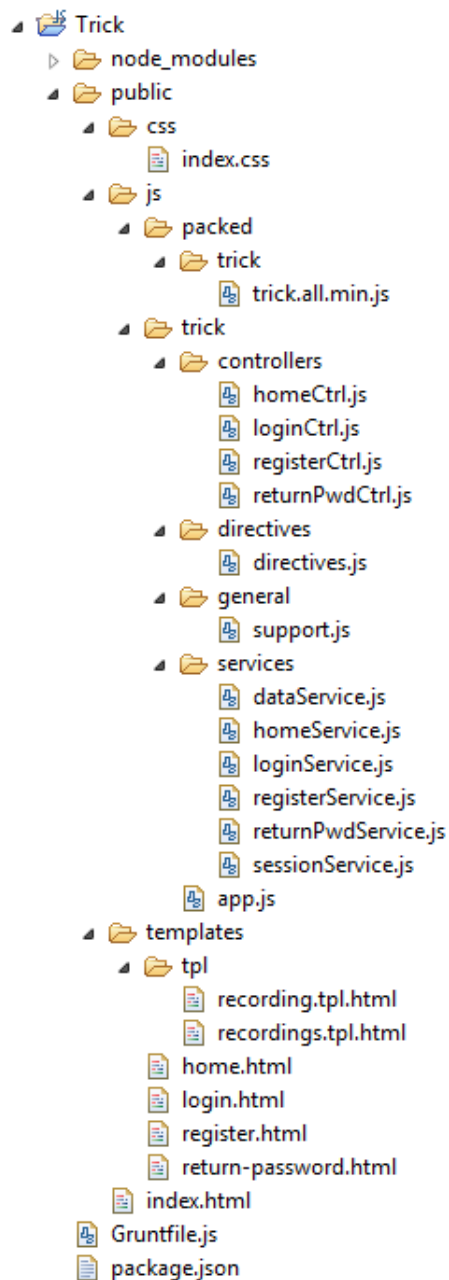 Trick
node_modules
public
css
index.css
js
packed
trick
trick.all.min.js
trick
controllers
homeCtrl.js
loginCtrl.js
registerCtrl.js
returnPwdCtrl.js
directives
directives.js
general
support.js
services
dataService.js
homeService.js
loginService.js
registerService.js
returnPwdService.js
sessionService.js
app.js
templates
tpl
recording.tpl.html
recordings.tpl.html
home.html
login.html
register.html
return-password.html
index.html
Gruntfile.js
package.json